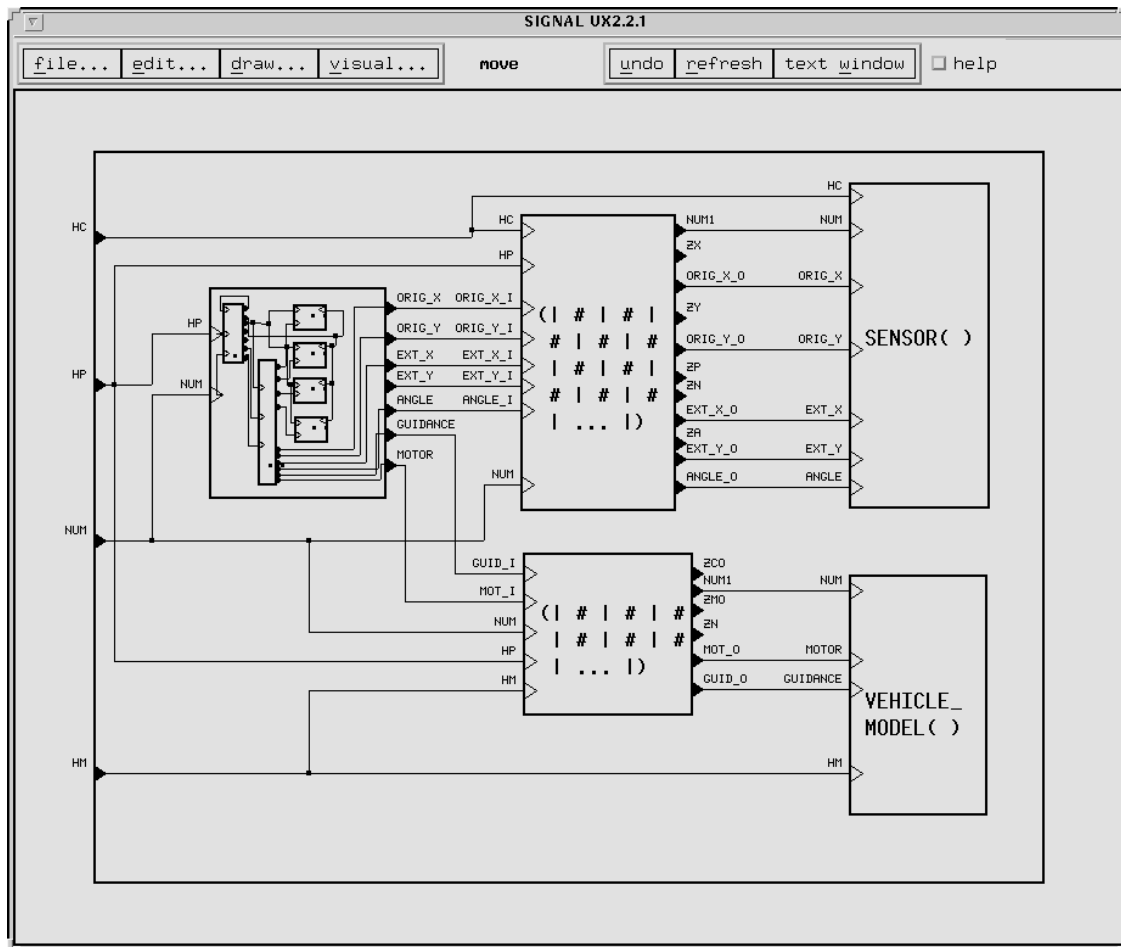 SIGNAL UX2.2.1
file... edit... draw... visual... move undo refresh text window help
HC
HP
NUM
HM
HP
NUM
ORIG_X
ORIG_Y
EXT_X
EXT_Y
ANGLE
GUIDANCE
MOTOR
HC
HP
ORIG_X_I
ORIG_Y_I
EXT_X_I
EXT_Y_I
ANGLE_I
NUM
(| # | # |
# | # | #
| # | # |
# | # | #
| ... |)
NUM1
ZX
ORIG_X_O
ZY
ORIG_Y_O
ZP
ZN
EXT_X_O
ZA
EXT_Y_O
ANGLE_O
HC
NUM
ORIG_X
ORIG_Y
EXT_X
EXT_Y
ANGLE
SENSOR( )
GUID_I
MOT_I
NUM
HP
HM
(| # | # | #
| # | # | #
| ... |)
ZCO
NUM1
ZMO
ZN
MOT_O
GUID_O
NUM
MOTOR
GUIDANCE
HM
VEHICLE_
MODEL( )